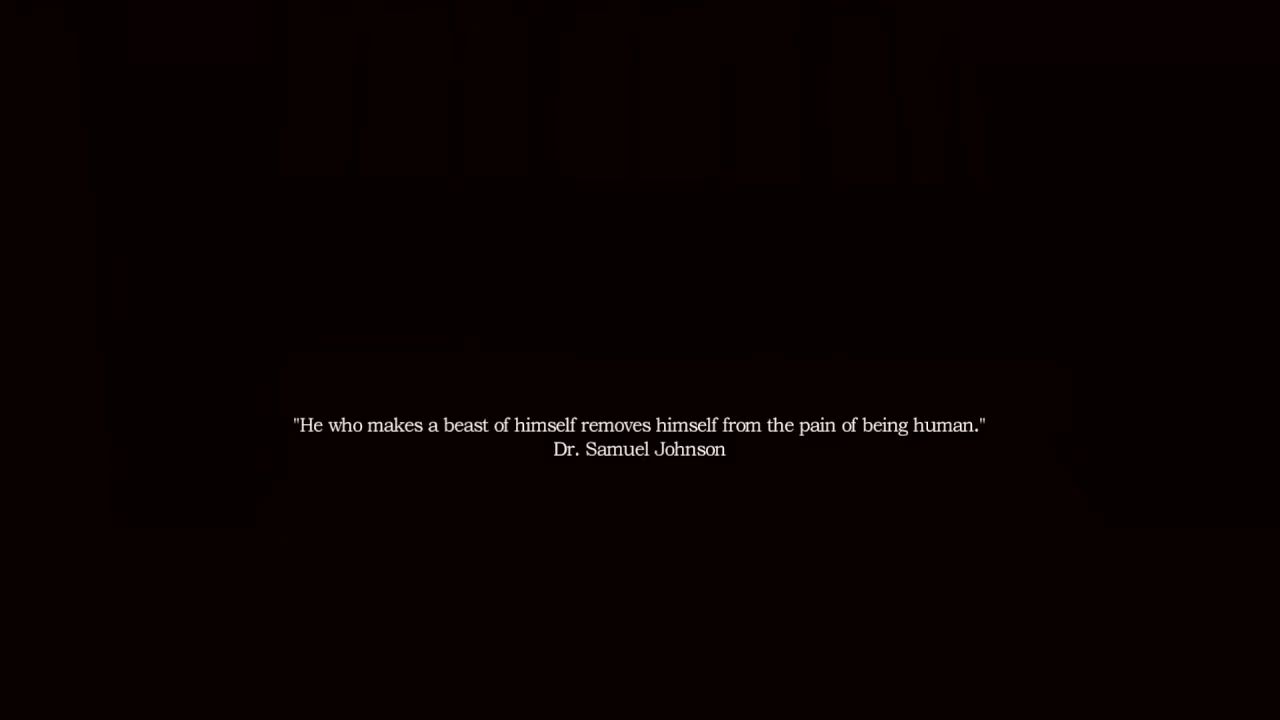 "He who makes a beast of himself removes himself from the pain of being human."
Dr. Samuel Johnson